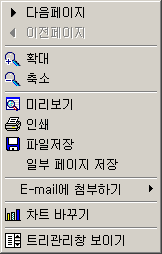 다음페이지
이전페이지
확대
축소
미리보기
인쇄
파일저장
일부 페이지 저장
E-mail에 첨부하기
차트 바꾸기
트리관리창 보이기